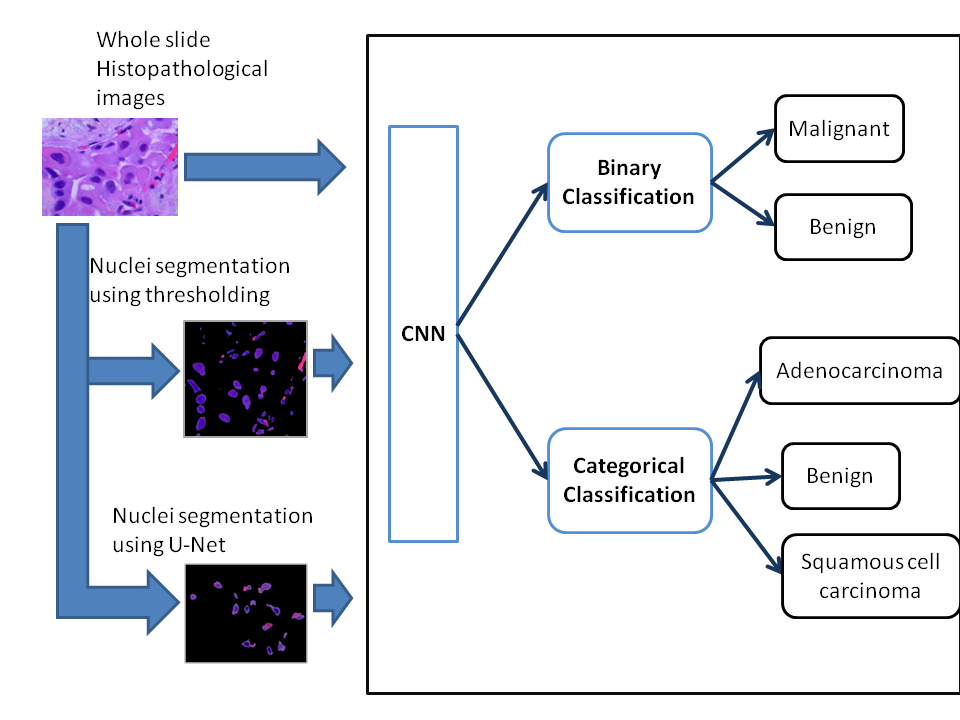 Whole slide
Histopathological
images
Nuclei segmentation
using thresholding
Nuclei segmentation
using U-Net
CNN
Binary
Classification
Malignant
Benign
Categorical
Classification
Adenocarcinoma
Benign
Squamous cell
carcinoma